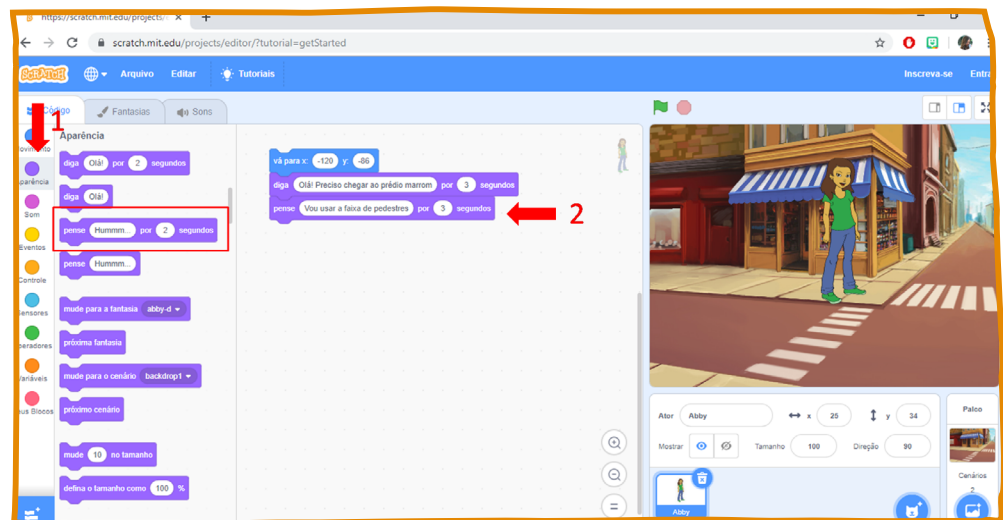 https://scratch.mit.edu/projects/
scratch.mit.edu/projects/editor/?tutorial=getStarted
SCRATCH Arquivo Editar Tutoriais Inscreva-se Entra
Código Fantasias Sons
1
Movimento
Aparência
Som
Eventos
Controle
Sensores
Operadores
Variáveis
Meus Blocos
Aparência
diga Olá! por 2 segundos
diga Olá!
pense Hummm... por 2 segundos
pense Hummm...
mude para a fantasia abby-d
próxima fantasia
mude para o cenário backdrop1
próximo cenário
mude 10 no tamanho
defina o tamanho como 100 %
vá para x: -120 y: -86
diga Olá! Preciso chegar ao prédio marrom por 3 segundos
pense Vou usar a faixa de pedestres por 3 segundos
2
Ator Abby x 25 y 34
Mostrar Tamanho 100 Direção 90
Abby
Palco
Cenários
2